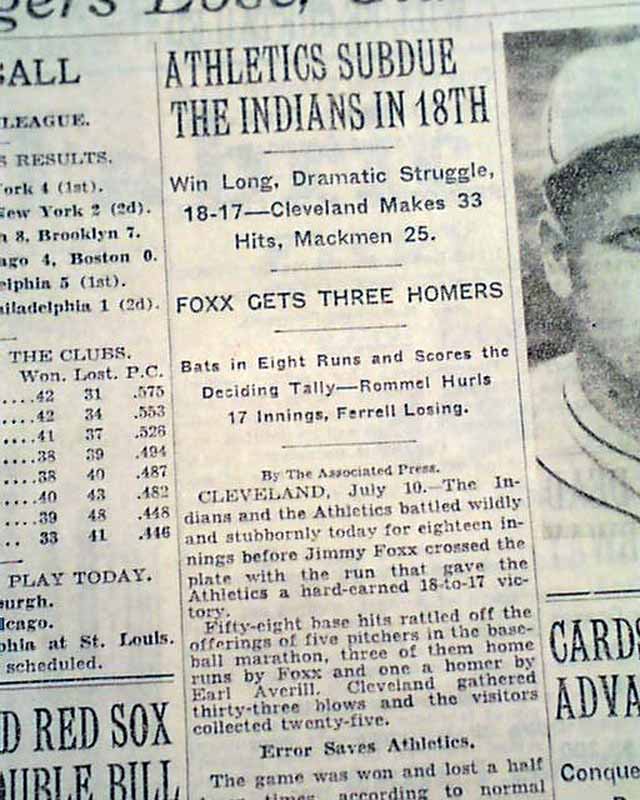 ALL
LEAGUE.
RESULTS.
ork 4 (1st).
New York 2 (2d).
8, Brooklyn 7.
ago 4, Boston 0.
elphia 5 (1st).
iladelphia 1 (2d).
THE CLUBS.
Won. Lost. P.C.
....42 31 .575
....42 34 .553
....41 37 .526
....38 39 .494
....38 40 .487
....40 43 .482
....39 48 .448
.. 33 41 .446
PLAY TODAY.
burgh.
icago.
phia at St. Louis.
scheduled.
D RED SOX
OUBLE BILL
ATHLETICS SUBDUE
THE INDIANS IN 18TH
Win Long, Dramatic Struggle,
18-17—Cleveland Makes 33
Hits, Mackmen 25.
FOXX GETS THREE HOMERS
Bats in Eight Runs and Scores the
Deciding Tally—Rommel Hurls
17 Innings, Ferrell Losing.
By The Associated Press.
CLEVELAND, July 10.—The In-
dians and the Athletics battled wildly
and stubbornly today for eighteen in-
nings before Jimmy Foxx crossed the
plate with the run that gave the
Athletics a hard-earned 18-to-17 vic-
tory.
Fifty-eight base hits rattled off the
offerings of five pitchers in the base-
ball marathon, three of them home
runs by Foxx and one a homer by
Earl Averill. Cleveland gathered
thirty-three blows and the visitors
collected twenty-five.
Error Saves Athletics.
The game was won and lost a half
times, according to normal
CARDS
ADVA
Conque